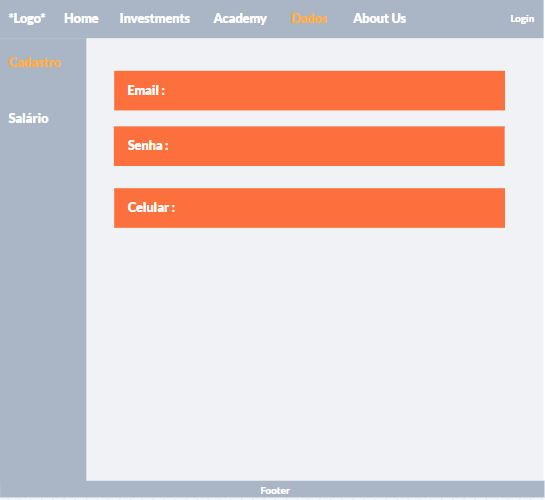 *Logo* Home Investments Academy Dados About Us Login
Cadastro
Salário
Email :
Senha :
Celular :
Footer